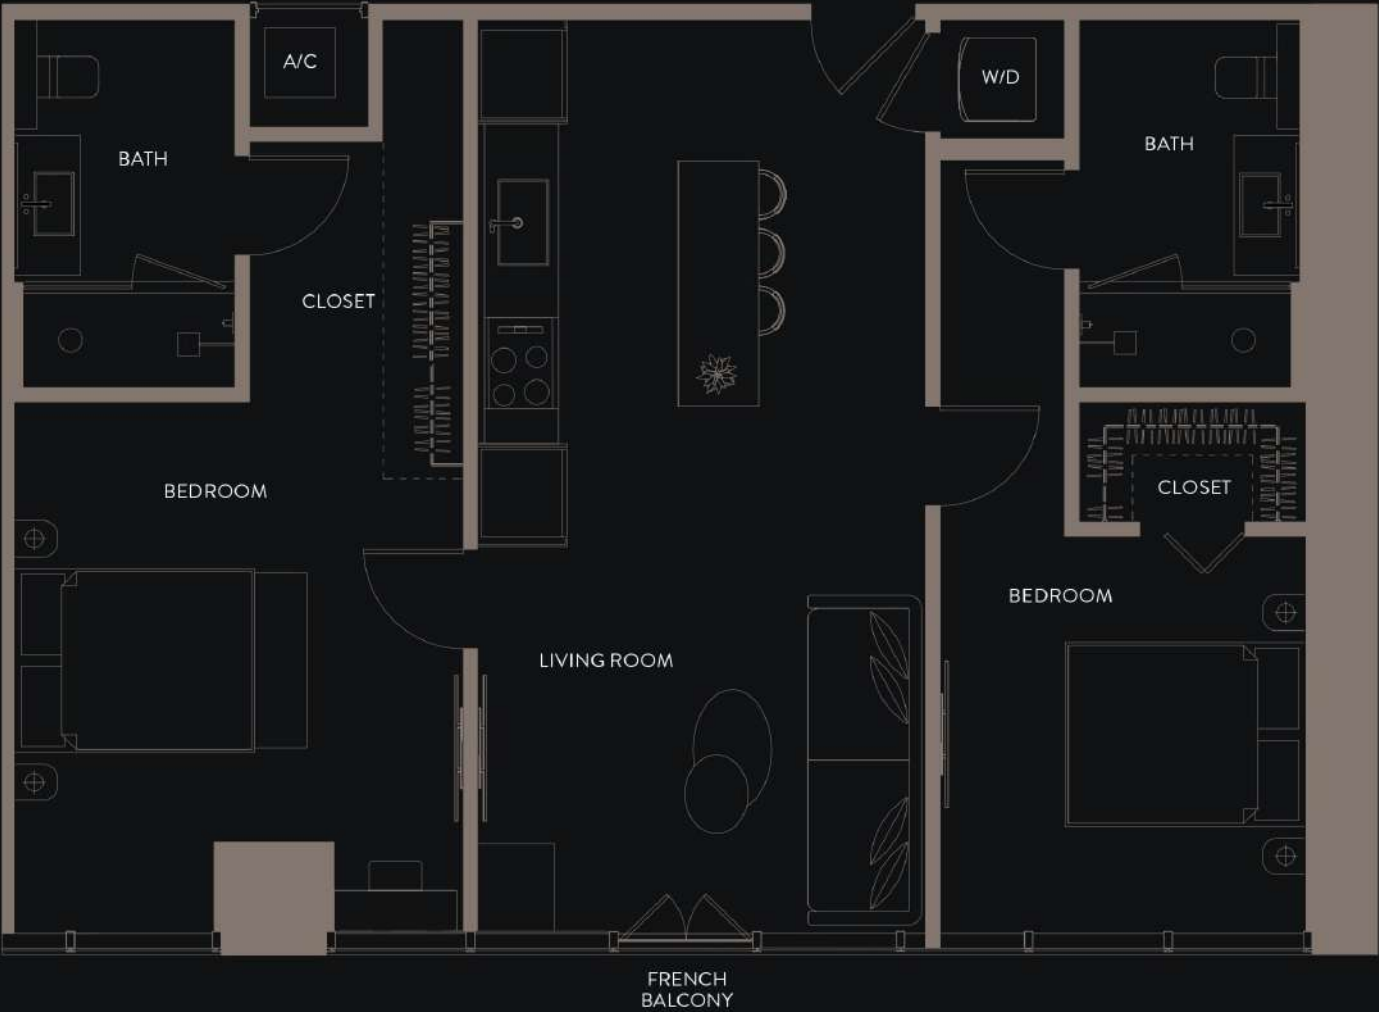 A/C
W/D
BATH
BATH
CLOSET
BEDROOM
CLOSET
BEDROOM
LIVING ROOM
FRENCH
BALCONY